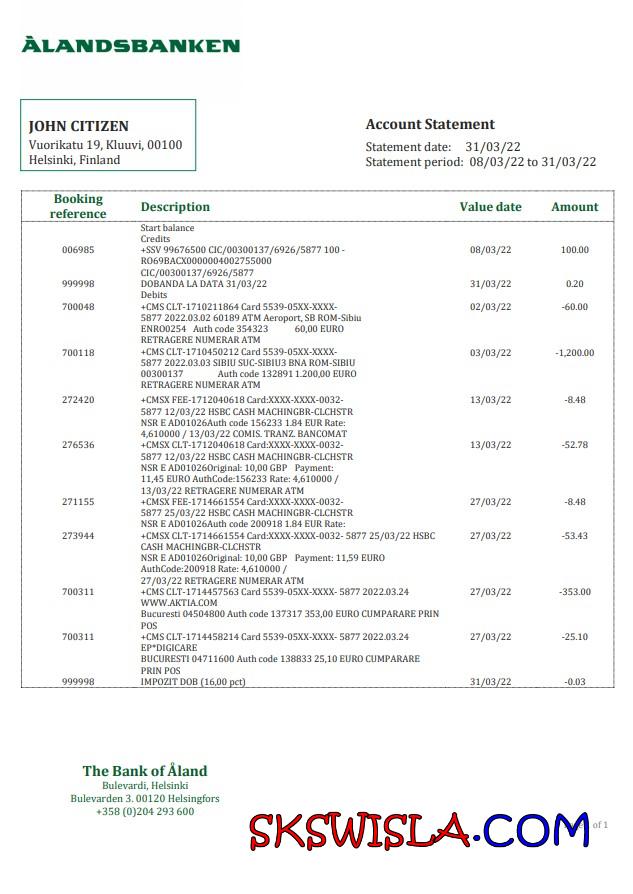 ÅLANDSBANKEN
JOHN CITIZEN
Vuorikatu 19, Kluuvi, 00100
Helsinki, Finland
Account Statement
Statement date: 31/03/22
Statement period: 08/03/22 to 31/03/22
Booking reference Description Value date Amount
Start balance
Credits
006985 +SSV 99676500 CIC/00300137/6926/5877 100 - 08/03/22 100.00
RO69BACX0000004002755000
CIC/00300137/6926/5877
999998 DOBANDA LA DATA 31/03/22 31/03/22 0.20
Debits
700048 +CMS CLT-1710211864 Card 5539-05XX-XXXX- 02/03/22 -60.00
5877 2022.03.02 60189 ATM Aeroport, SB ROM-Sibiu
ENRO0254 Auth code 354323 60,00 EURO
RETRAGERE NUMERAR ATM
700118 +CMS CLT-1710450212 Card 5539-05XX-XXXX- 03/03/22 -1,200.00
5877 2022.03.03 SIBIU SUC-SIBIU3 BNA ROM-SIBIU
00300137 Auth code 132891 1.200,00 EURO
RETRAGERE NUMERAR ATM
272420 +CMSX FEE-1712040618 Card:XXXX-XXXX-0032- 13/03/22 -8.48
5877 12/03/22 HSBC CASH MACHINGBR-CLCHSTR
NSR E AD01026Auth code 156233 1.84 EUR Rate:
4,610000 / 13/03/22 COMIS. TRANZ. BANCOMAT
276536 +CMSX CLT-1712040618 Card:XXXX-XXXX-0032- 13/03/22 -52.78
5877 12/03/22 HSBC CASH MACHINGBR-CLCHSTR
NSR E AD01026Original: 10,00 GBP Payment:
11,45 EURO AuthCode:156233 Rate: 4,610000 /
13/03/22 RETRAGERE NUMERAR ATM
271155 +CMSX FEE-1714661554 Card:XXXX-XXXX-0032- 27/03/22 -8.48
5877 25/03/22 HSBC CASH MACHINGBR-CLCHSTR
NSR E AD01026Auth code 200918 1.84 EUR Rate:
273944 +CMSX CLT-1714661554 Card:XXXX-XXXX-0032- 5877 25/03/22 HSBC 27/03/22 -53.43
CASH MACHINGBR-CLCHSTR
NSR E AD01026Original: 10,00 GBP Payment: 11,59 EURO
AuthCode:200918 Rate: 4,610000 /
27/03/22 RETRAGERE NUMERAR ATM
700311 +CMS CLT-1714457563 Card 5539-05XX-XXXX- 5877 2022.03.24 27/03/22 -353.00
WWW.AKTIA.COM
Bucuresti 04504800 Auth code 137317 353,00 EURO CUMPARARE PRIN
POS
700311 +CMS CLT-1714458214 Card 5539-05XX-XXXX- 5877 2022.03.24 27/03/22 -25.10
EP*DIGICARE
BUCURESTI 04711600 Auth code 138833 25,10 EURO CUMPARARE
PRIN POS
999998 IMPOZIT DOB (16,00 pct) 31/03/22 -0.03
The Bank of Åland
Bulevardi, Helsinki
Bulevarden 3. 00120 Helsingfors
+358 (0)204 293 600
SKSWISLA.COM
of 1